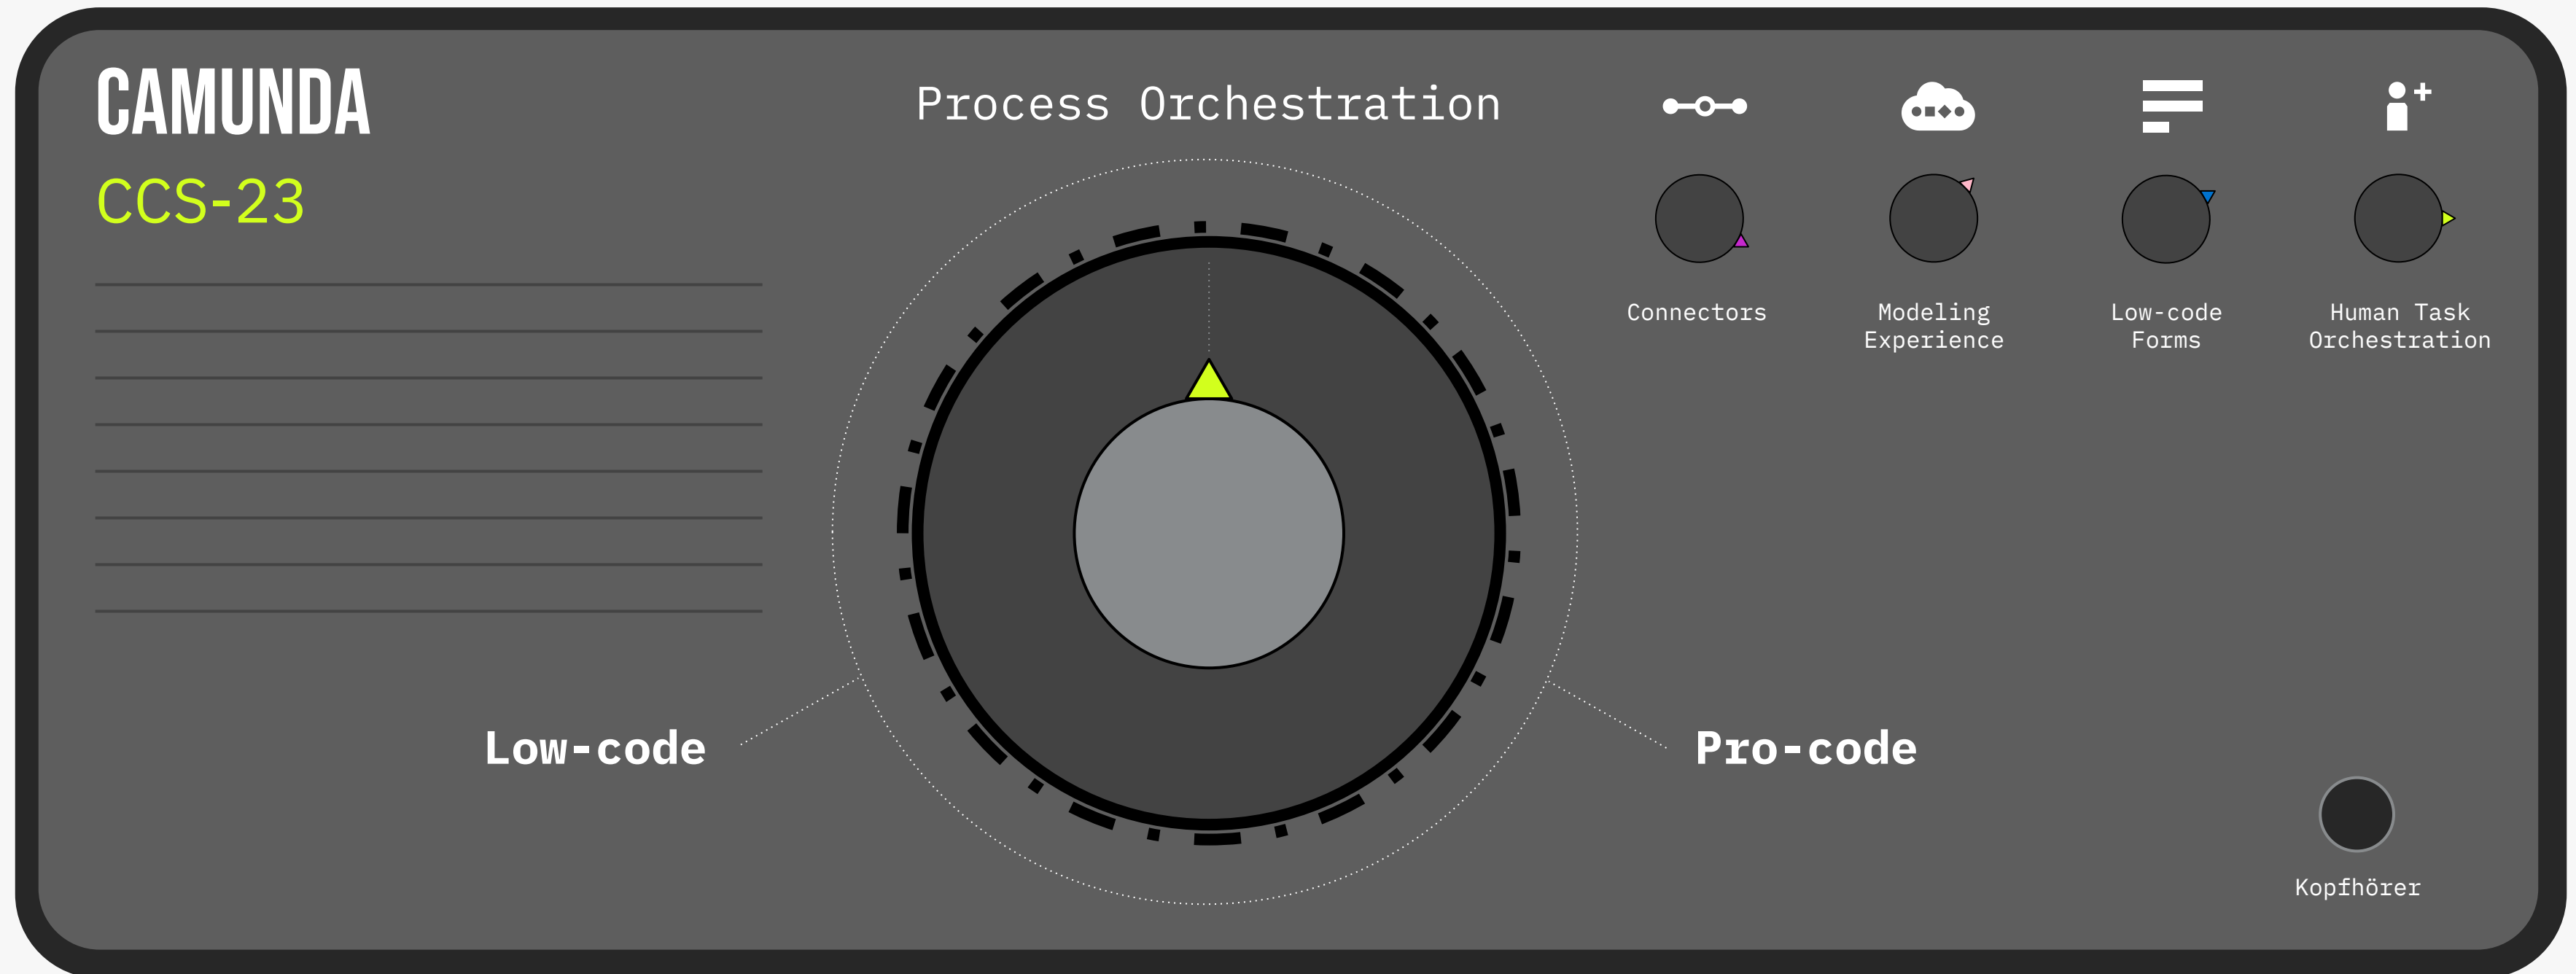 CAMUNDA
CCS-23
Process Orchestration
Connectors
Modeling
Experience
Low-code
Forms
Human Task
Orchestration
Low-code
Pro-code
Kopfhörer